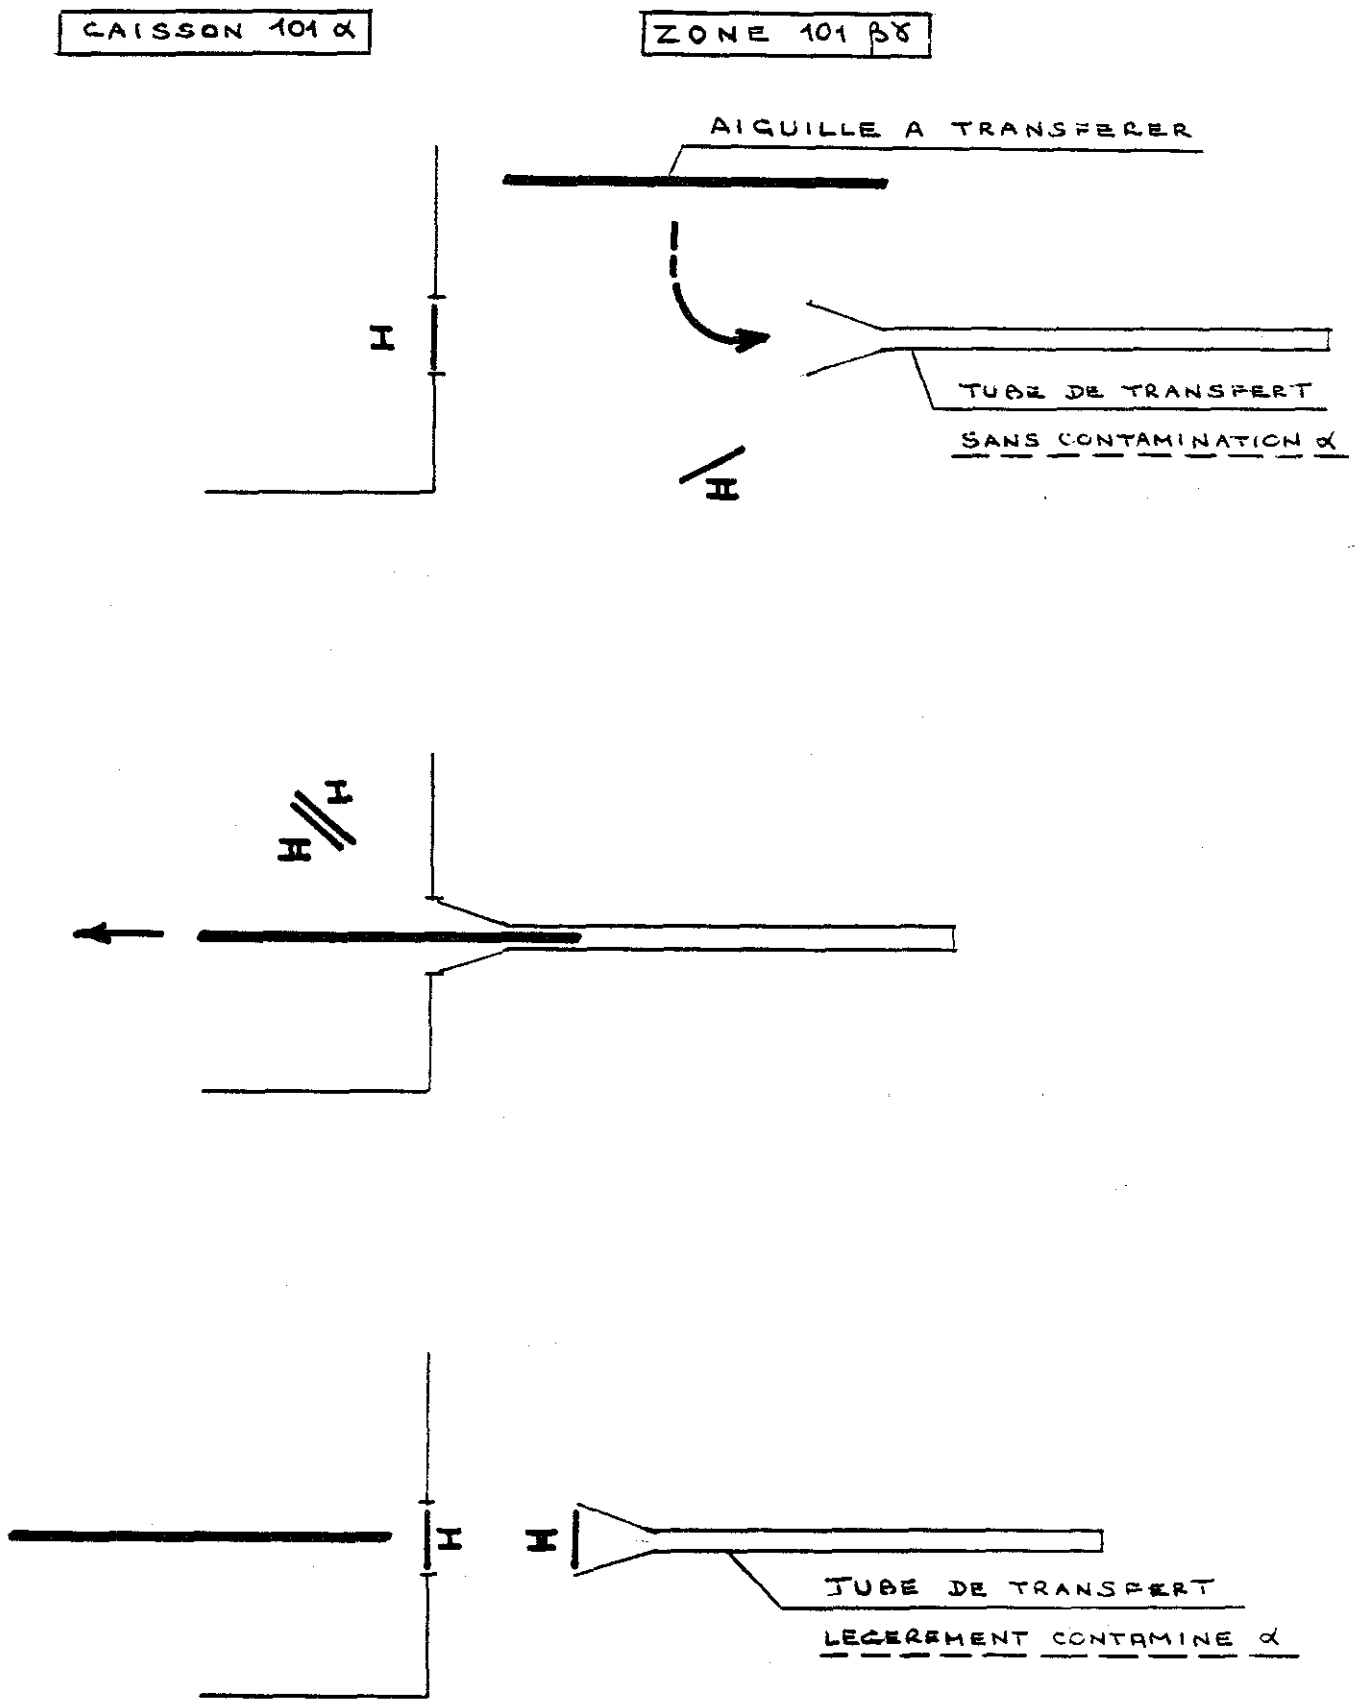 CAISSON 101 α
ZONE 101 βγ
AIGUILLE A TRANSFERER
I
TUBE DE TRANSFERT
SANS CONTAMINATION α
II
I
II
I
II
TUBE DE TRANSFERT
LEGEREMENT CONTAMINE α